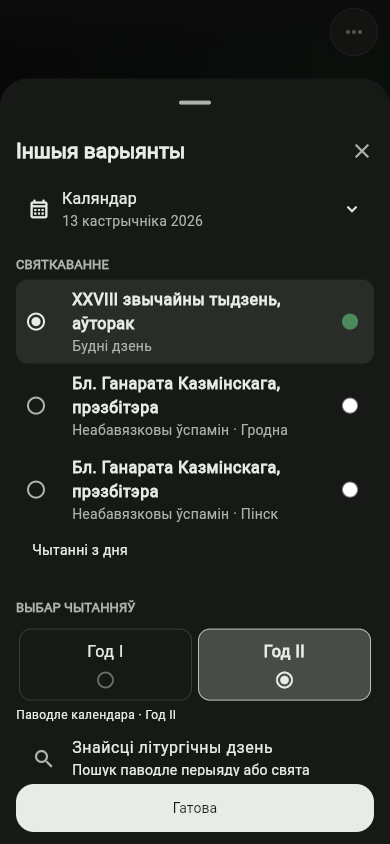 Іншыя варыянты
Каляндар
13 кастрычніка 2026
СВЯТКАВАННЕ
XXVIII звычайны тыдзень,
аўторак
Будні дзень
Бл. Ганарата Казмінскага,
прэзбітэра
Неабавязковы ўспамін · Гродна
Бл. Ганарата Казмінскага,
прэзбітэра
Неабавязковы ўспамін · Пінск
Чытанні з дня
ВЫБАР ЧЫТАННЯЎ
Год I
Год II
Паводле календара · Год II
Знайсці літургічны дзень
Пошук паводле перыяду або свята
Гатова